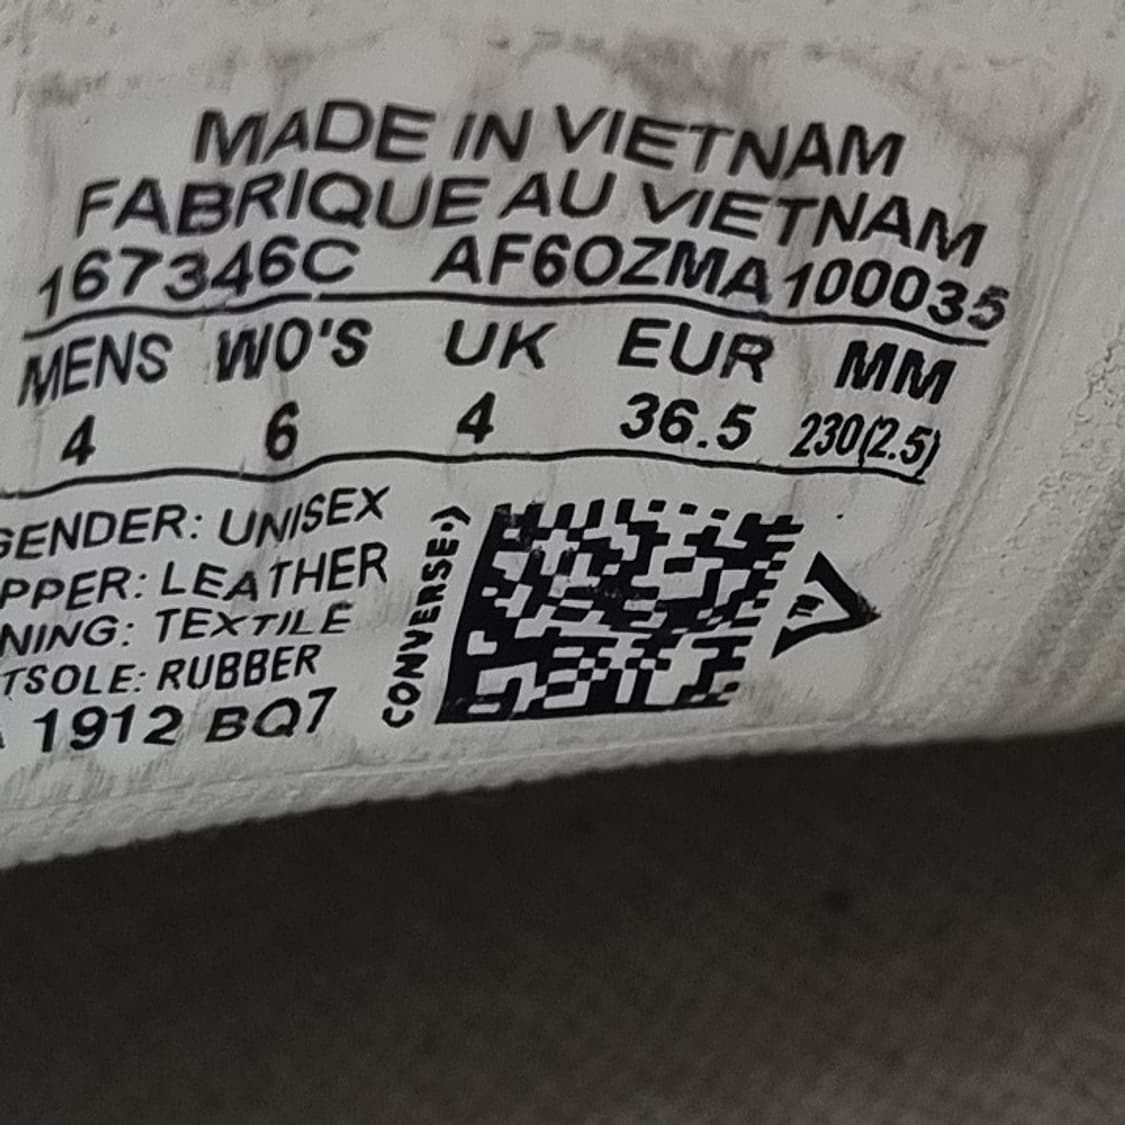 MADE IN VIETNAM
FABRIQUE AU VIETNAM
167346C AF6OZMA100035
MENS WO'S UK EUR MM
4 6 4 36.5 230(2.5)
GENDER: UNISEX
PPER: LEATHER
NING: TEXTILE
TSOLE: RUBBER
1912 BQ7
CONVERSE